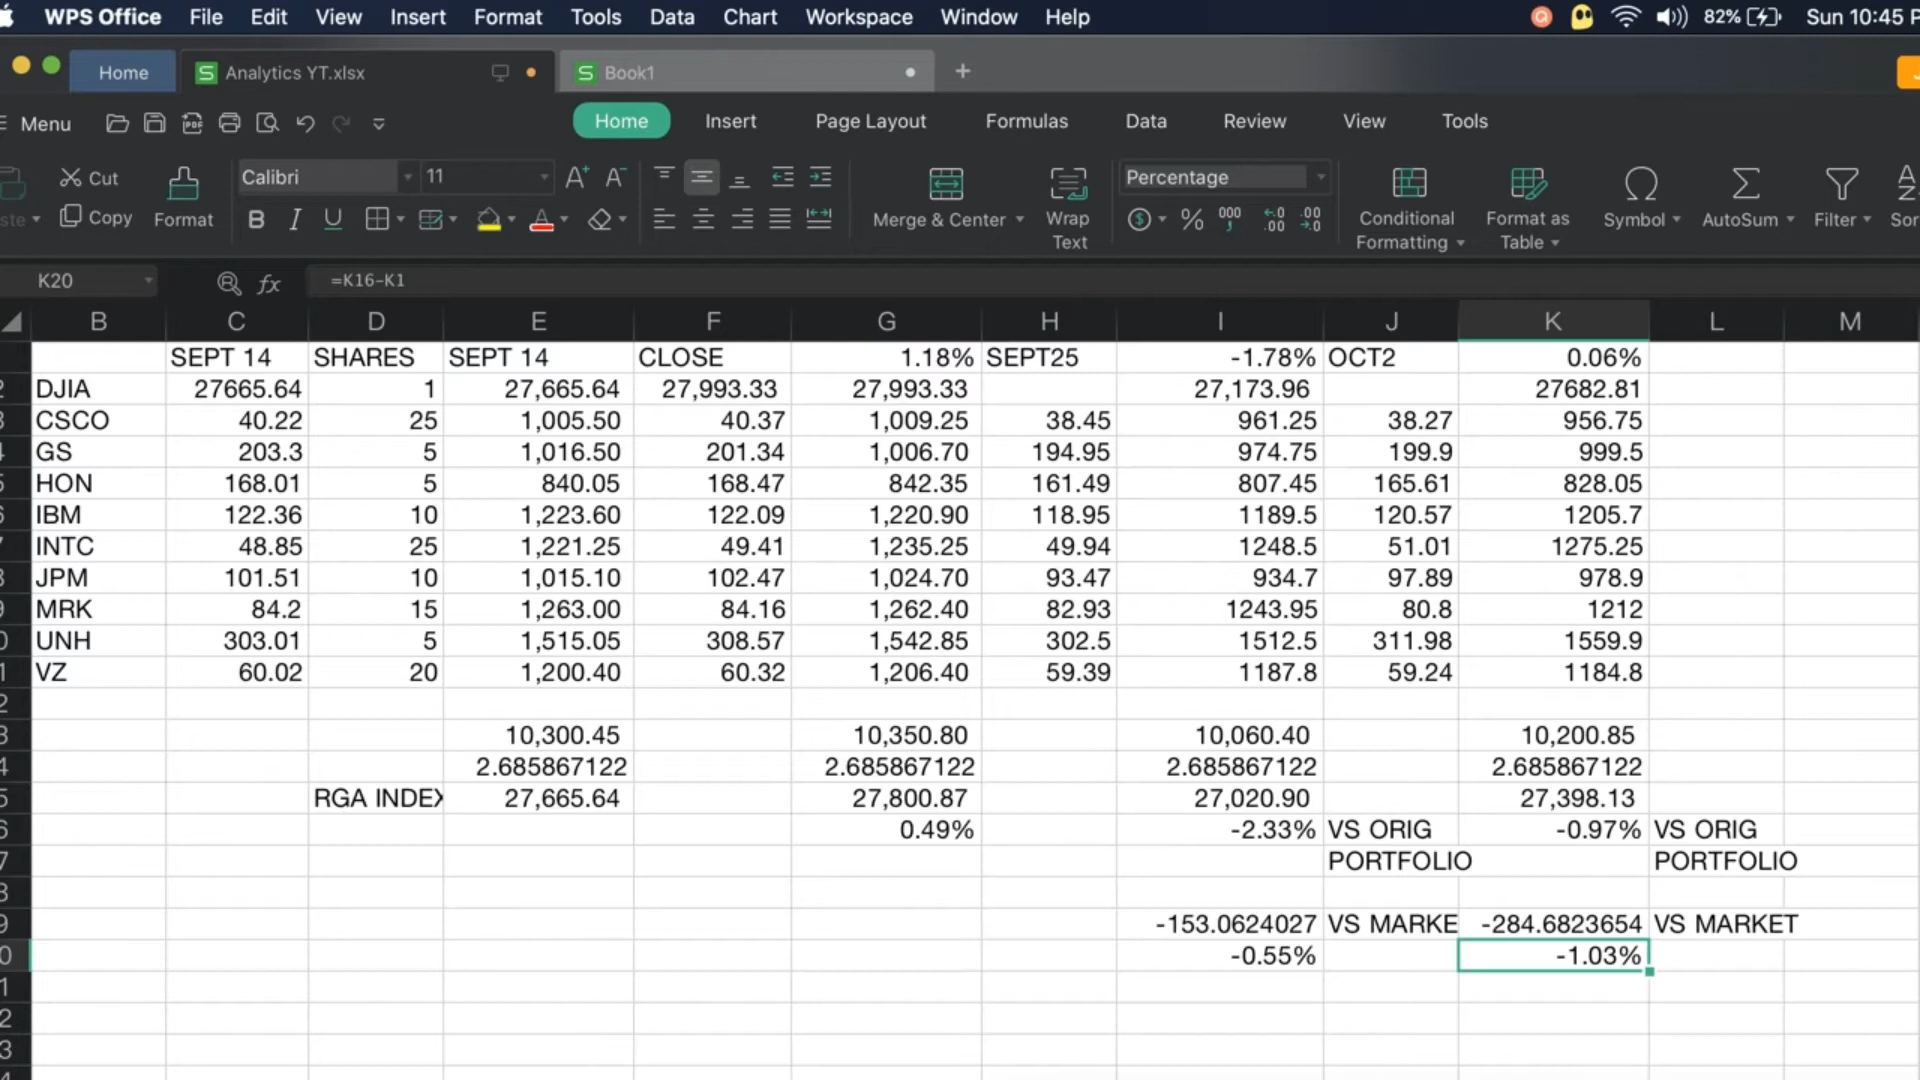 WPS Office File Edit View Insert Format Tools Data Chart Workspace Window Help 82% Sun 10:45 P
Home Analytics YT.xlsx Book1
Menu Home Insert Page Layout Formulas Data Review View Tools
Cut Calibri 11 A+ A- Percentage
Copy Format B I U A Merge & Center Wrap Text $ % 000 .00 .00 Conditional Formatting Format as Table Symbol AutoSum Filter
K20 fx =K16-K1
B C D E F G H I J K L M
SEPT 14 SHARES SEPT 14 CLOSE 1.18% SEPT25 -1.78% OCT2 0.06%
DJIA 27665.64 1 27,665.64 27,993.33 27,993.33 27,173.96 27682.81
CSCO 40.22 25 1,005.50 40.37 1,009.25 38.45 961.25 38.27 956.75
GS 203.3 5 1,016.50 201.34 1,006.70 194.95 974.75 199.9 999.5
HON 168.01 5 840.05 168.47 842.35 161.49 807.45 165.61 828.05
IBM 122.36 10 1,223.60 122.09 1,220.90 118.95 1189.5 120.57 1205.7
INTC 48.85 25 1,221.25 49.41 1,235.25 49.94 1248.5 51.01 1275.25
JPM 101.51 10 1,015.10 102.47 1,024.70 93.47 934.7 97.89 978.9
MRK 84.2 15 1,263.00 84.16 1,262.40 82.93 1243.95 80.8 1212
UNH 303.01 5 1,515.05 308.57 1,542.85 302.5 1512.5 311.98 1559.9
VZ 60.02 20 1,200.40 60.32 1,206.40 59.39 1187.8 59.24 1184.8
10,300.45 10,350.80 10,060.40 10,200.85
2.685867122 2.685867122 2.685867122 2.685867122
RGA INDEX 27,665.64 27,800.87 27,020.90 27,398.13
0.49% -2.33% VS ORIG -0.97% VS ORIG
PORTFOLIO PORTFOLIO
-153.0624027 VS MARKE -284.6823654 VS MARKET
-0.55% -1.03%